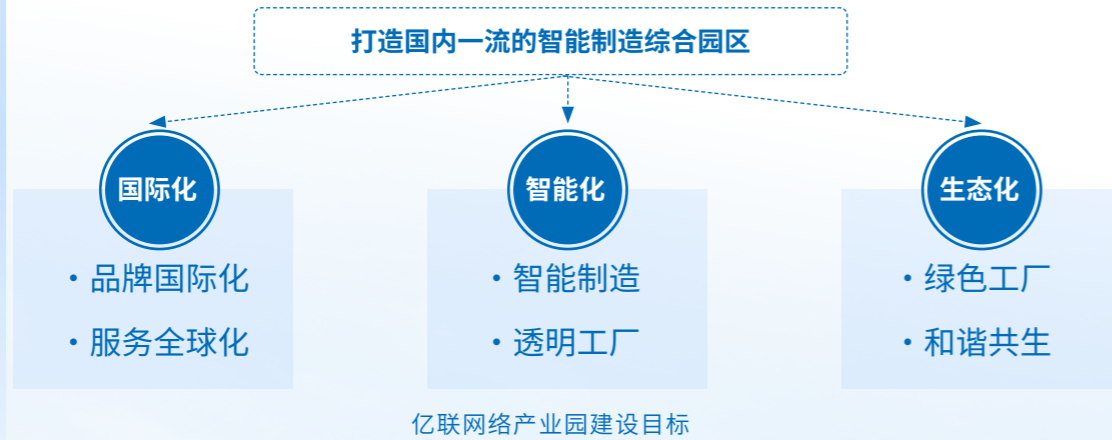 打造国内一流的智能制造综合园区
国际化
智能化
生态化
·品牌国际化
·服务全球化
·智能制造
·透明工厂
·绿色工厂
·和谐共生
亿联网络产业园建设目标